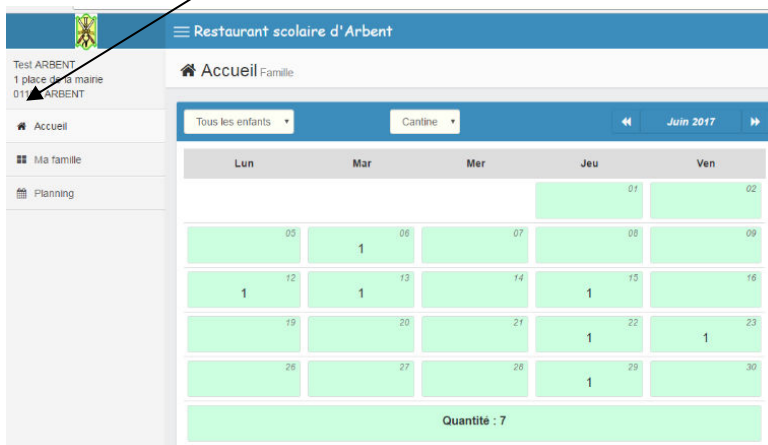 Restaurant scolaire d'Arbent
Test ARBENT
1 place de la mairie
ARBENT
Accueil
Ma famille
Planning
Accueil Famille
Tous les enfants Cantine Juin 2017
Lun Mar Mer Jeu Ven
01 02
05 06 07 08 09
1
12 13 14 15 16
1 1 1
19 20 21 22 23
1 1
26 27 28 29 30
1
Quantité : 7